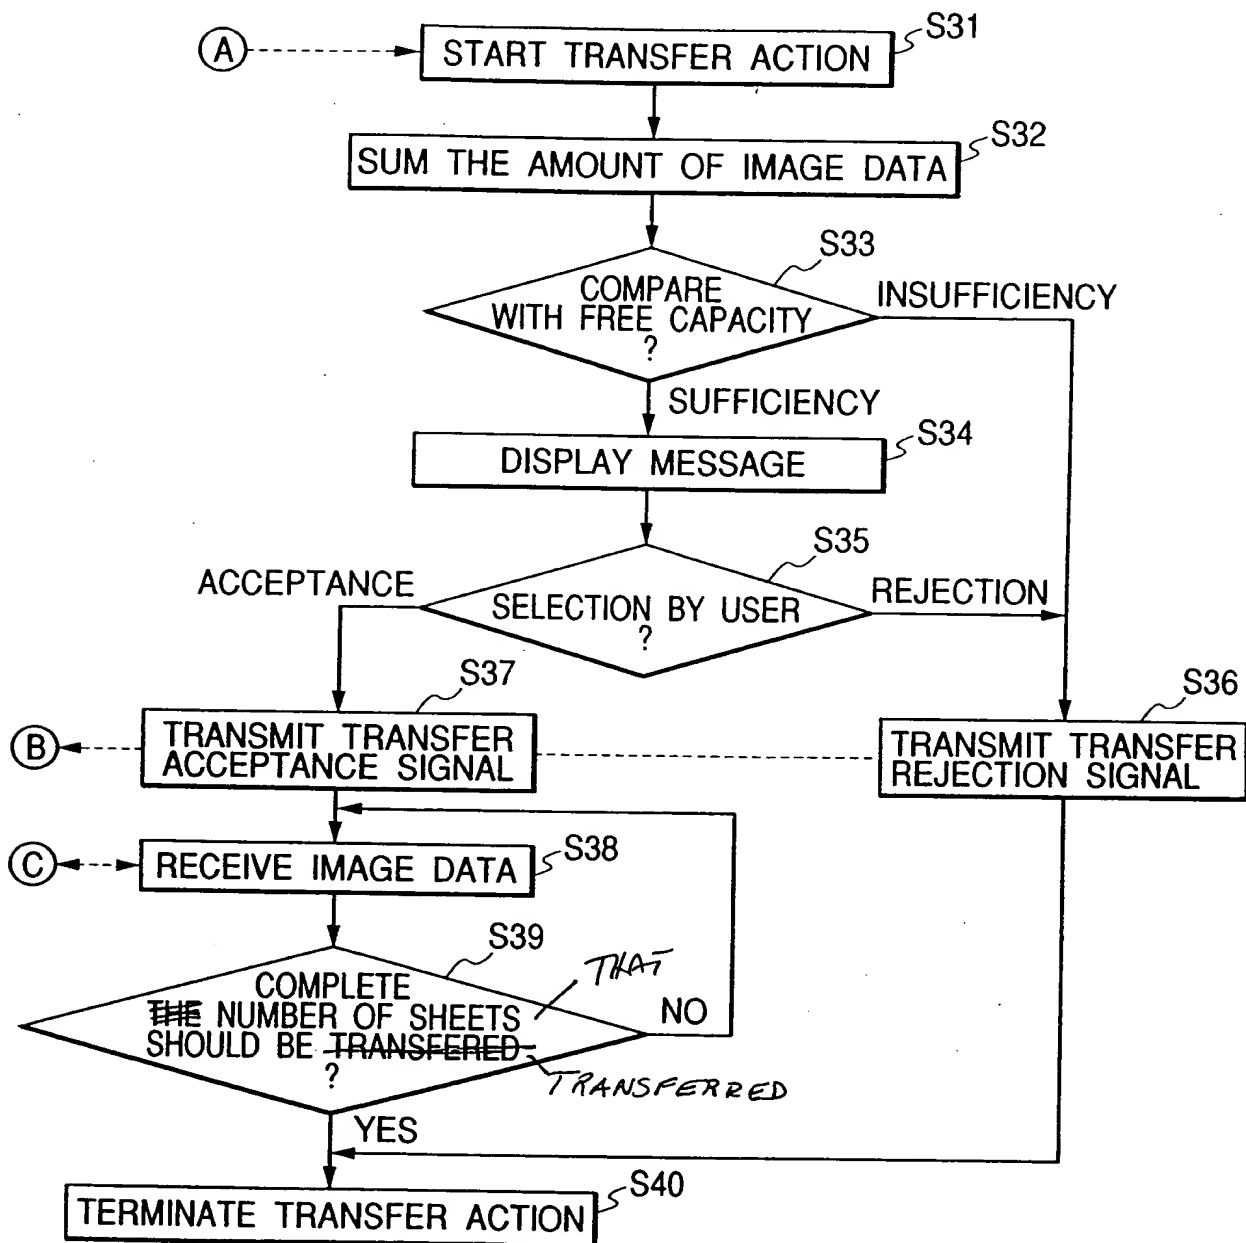 A
START TRANSFER ACTION
S31
SUM THE AMOUNT OF IMAGE DATA
S32
S33
COMPARE
WITH FREE CAPACITY
?
INSUFFICIENCY
SUFFICIENCY
DISPLAY MESSAGE
S34
S35
ACCEPTANCE
SELECTION BY USER
?
REJECTION
S37
S36
B
TRANSMIT TRANSFER
ACCEPTANCE SIGNAL
TRANSMIT TRANSFER
REJECTION SIGNAL
C
RECEIVE IMAGE DATA
S38
S39
COMPLETE
THE NUMBER OF SHEETS
THAT
SHOULD BE TRANSFERED
?
TRANSFERRED
NO
YES
TERMINATE TRANSFER ACTION
S40